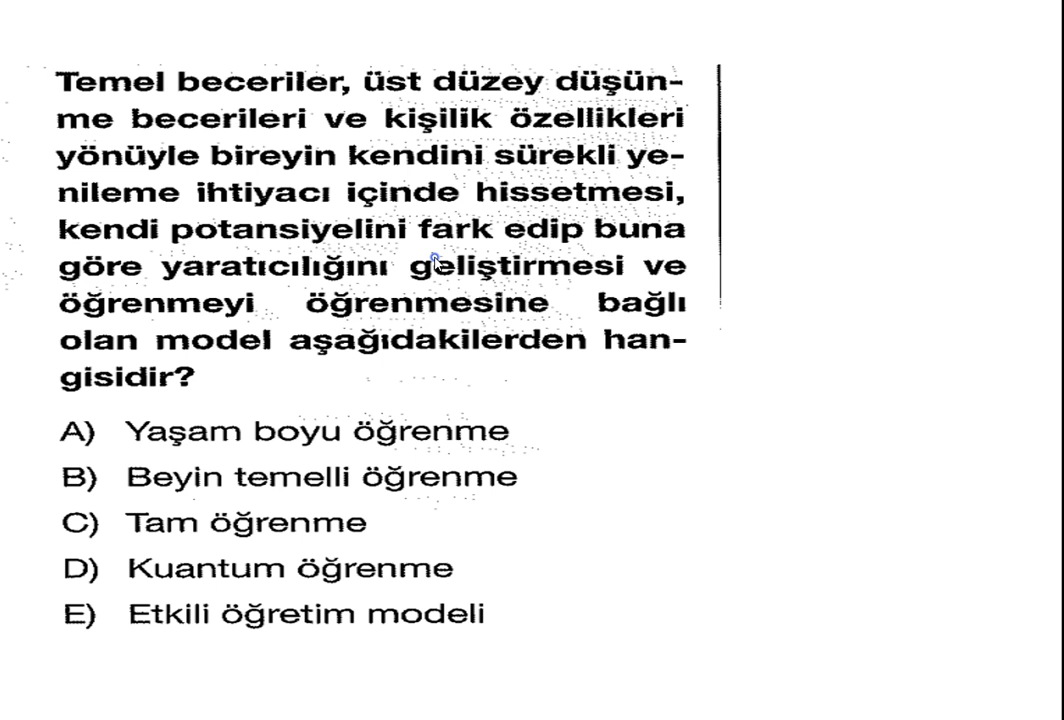 Temel beceriler, üst düzey düşün-
me becerileri ve kişilik özellikleri
yönüyle bireyin kendini sürekli ye-
nileme ihtiyacı içinde hissetmesi,
kendi potansiyelini fark edip buna
göre yaratıcılığını geliştirmesi ve
öğrenmeyi öğrenmesine bağlı
olan model aşağıdakilerden han-
gisidir?
A) Yaşam boyu öğrenme
B) Beyin temelli öğrenme
C) Tam öğrenme
D) Kuantum öğrenme
E) Etkili öğretim modeli